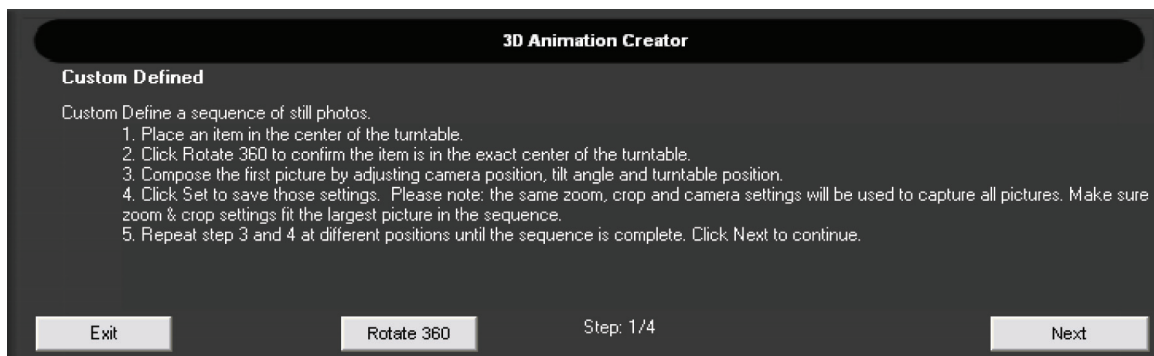 3D Animation Creator
Custom Defined
Custom Define a sequence of still photos.
1. Place an item in the center of the turntable.
2. Click Rotate 360 to confirm the item is in the exact center of the turntable.
3. Compose the first picture by adjusting camera position, tilt angle and turntable position.
4. Click Set to save those settings.  Please note: the same zoom, crop and camera settings will be used to capture all pictures. Make sure
zoom & crop settings fit the largest picture in the sequence.
5. Repeat step 3 and 4 at different positions until the sequence is complete. Click Next to continue.
Exit
Rotate 360
Step: 1/4
Next